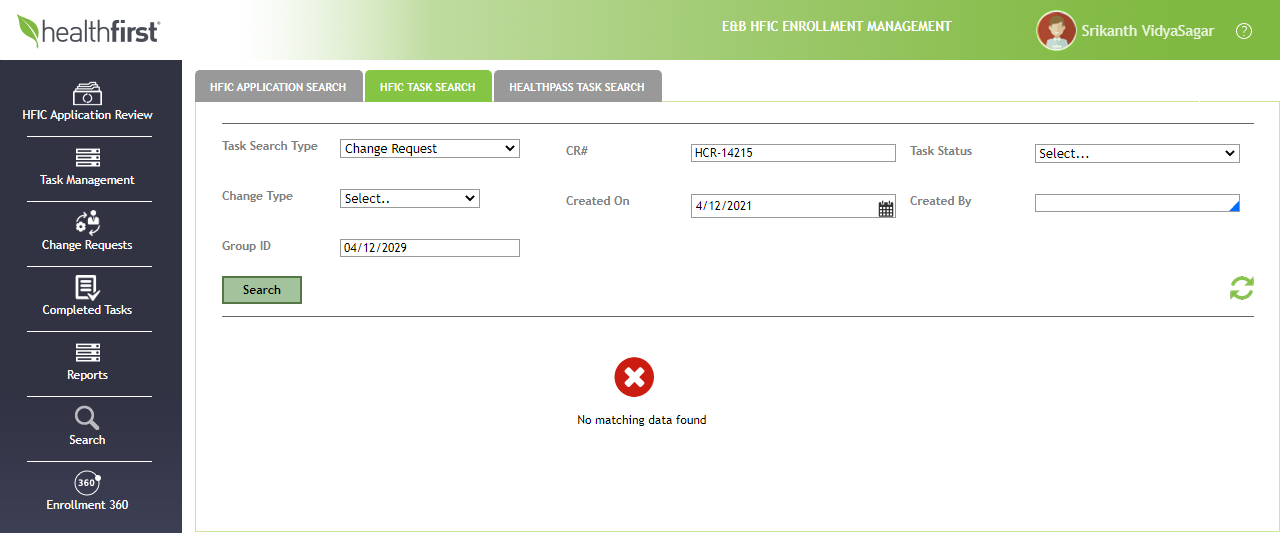 healthfirst
E&B HFIC ENROLLMENT MANAGEMENT
Srikanth VidyaSagar
?
HFIC Application Review
Task Management
Change Requests
Completed Tasks
Reports
Search
360
Enrollment 360
HFIC APPLICATION SEARCH
HFIC TASK SEARCH
HEALTHPASS TASK SEARCH
Task Search Type
Change Request
CR#
HCR-14215
Task Status
Select...
Change Type
Select..
Created On
4/12/2021
Created By
Group ID
04/12/2029
Search
No matching data found